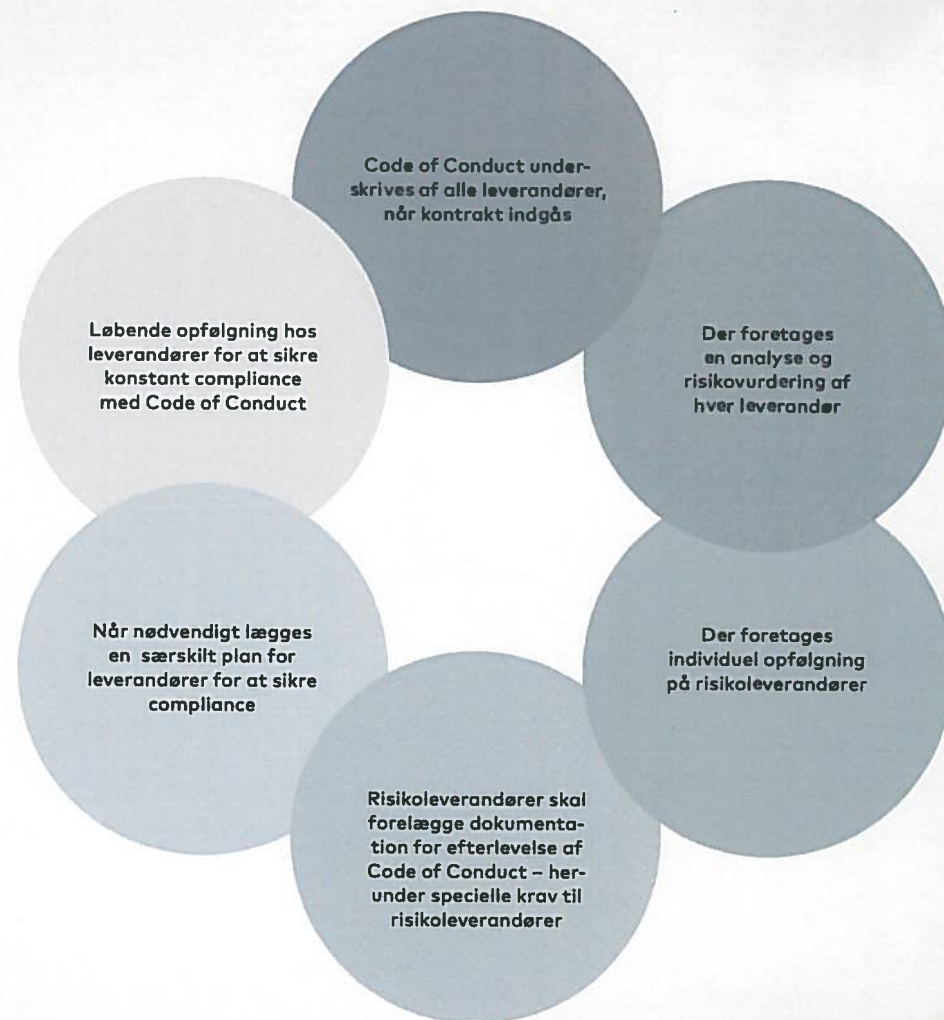 Code of Conduct under-
skrives af alle leverandører,
når kontrakt indgås
Der foretages
en analyse og
risikovurdering af
hver leverandør
Der foretages
individuel opfølgning
på risikoleverandører
Risikoleverandører skal
forelægge dokumenta-
tion for efterlevelse af
Code of Conduct – her-
under specielle krav til
risikoleverandører
Når nødvendigt lægges
en særskilt plan for
leverandører for at sikre
compliance
Løbende opfølgning hos
leverandører for at sikre
konstant compliance
med Code of Conduct